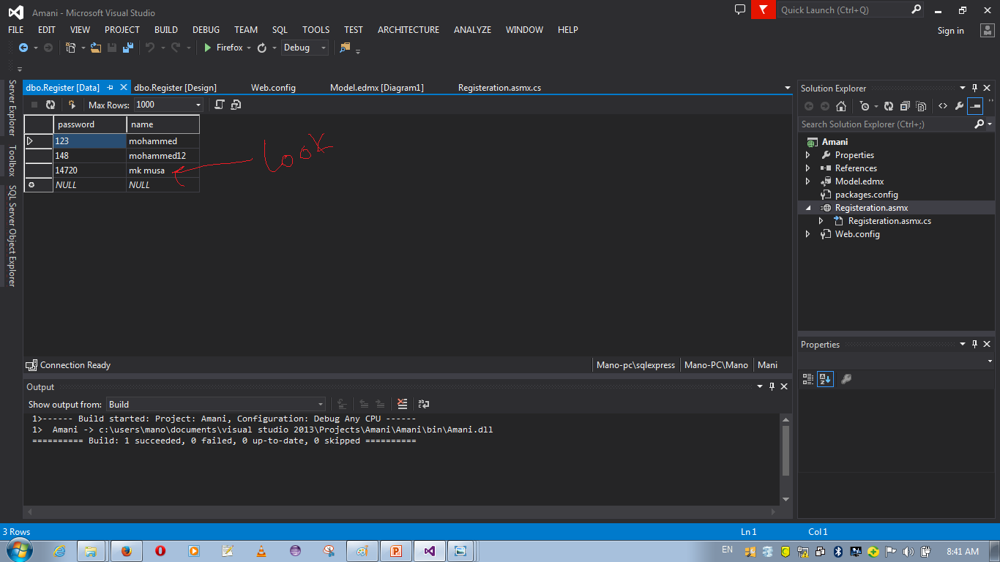 Amani - Microsoft Visual Studio
Quick Launch (Ctrl+Q)
FILE EDIT VIEW PROJECT BUILD DEBUG TEAM SQL TOOLS TEST ARCHITECTURE ANALYZE WINDOW HELP
Sign in
Firefox Debug
Server Explorer
Toolbox
SQL Server Object Explorer
dbo.Register [Data] dbo.Register [Design] Web.config Model.edmx [Diagram1] Registeration.asmx.cs
Max Rows: 1000
password name
123 mohammed
148 mohammed12
14720 mk musa
NULL NULL
look
Connection Ready Mano-pc\sqlexpress Mano-PC\Mano Mani
Output
Show output from: Build
1>------ Build started: Project: Amani, Configuration: Debug Any CPU ------
1> Amani -> c:\users\mano\documents\visual studio 2013\Projects\Amani\Amani\bin\Amani.dll
========== Build: 1 succeeded, 0 failed, 0 up-to-date, 0 skipped ==========
Solution Explorer
Search Solution Explorer (Ctrl+;)
Amani
Properties
References
Model.edmx
packages.config
Registeration.asmx
Registeration.asmx.cs
Web.config
Properties
3 Rows Ln 1 Col 1
EN 8:41 AM